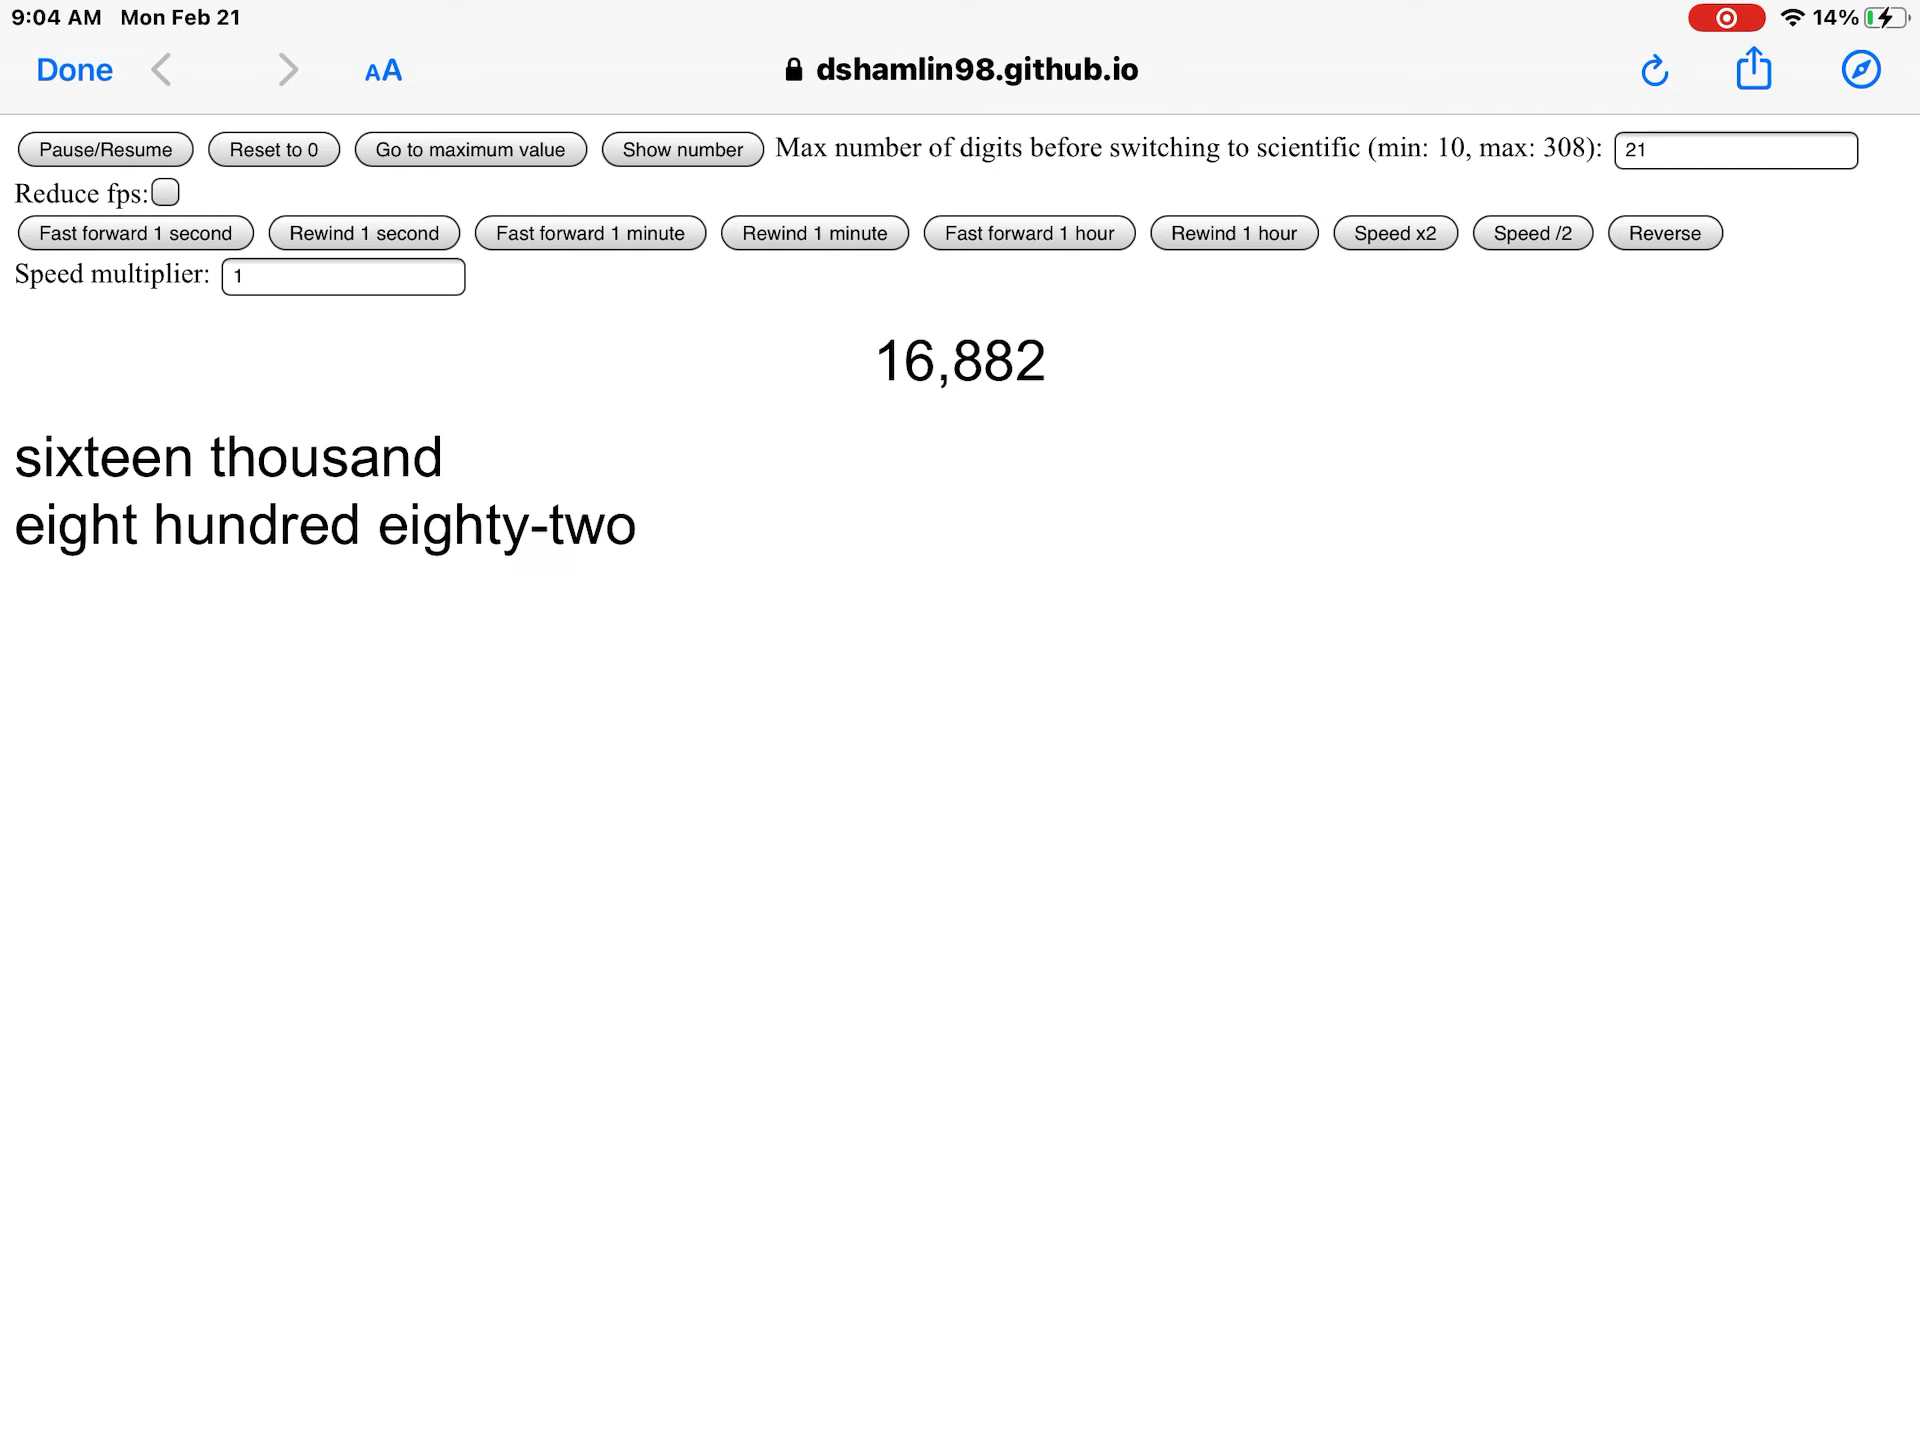 9:04 AM Mon Feb 21 14%
Done AA dshamlin98.github.io
Pause/Resume Reset to 0 Go to maximum value Show number Max number of digits before switching to scientific (min: 10, max: 308): 21
Reduce fps:
Fast forward 1 second Rewind 1 second Fast forward 1 minute Rewind 1 minute Fast forward 1 hour Rewind 1 hour Speed x2 Speed /2 Reverse
Speed multiplier: 1
16,882
sixteen thousand
eight hundred eighty-two